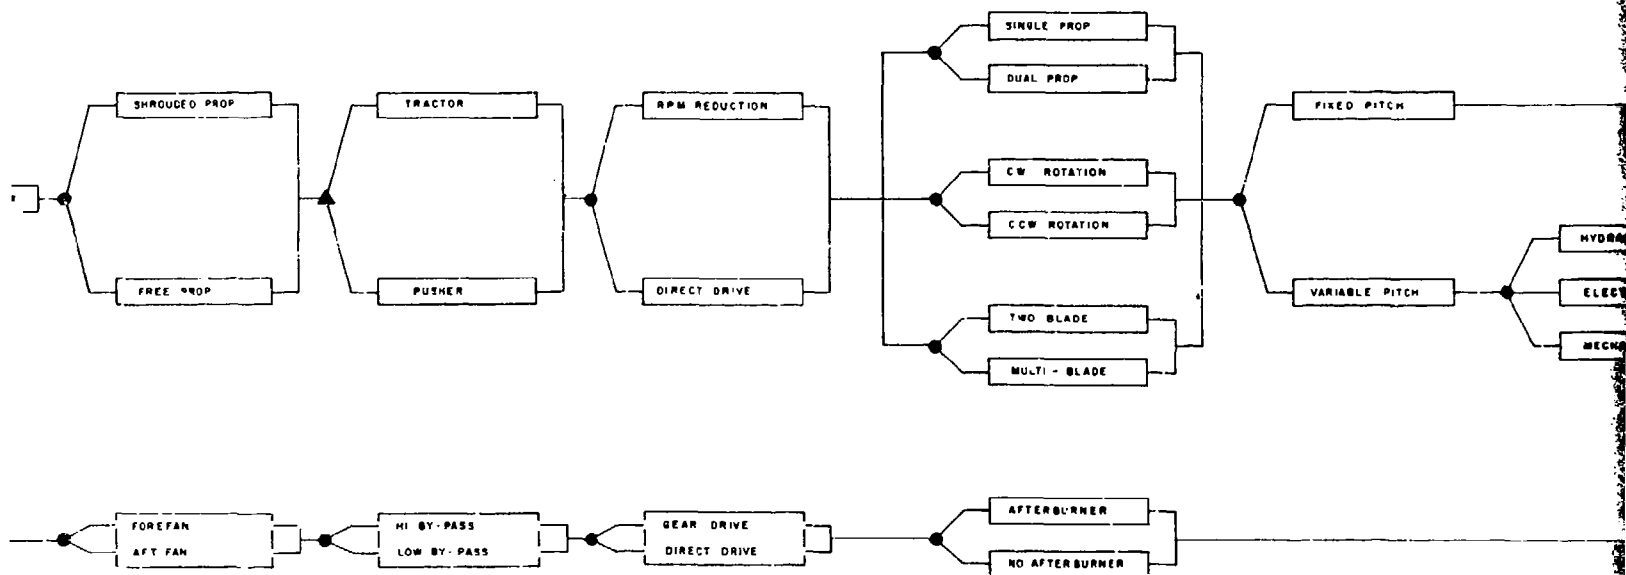 SINGLE PROP
DUAL PROP
SHROUDED PROP
TRACTOR
RPM REDUCTION
FIXED PITCH
CW ROTATION
CCW ROTATION
FREE PROP
PUSHER
DIRECT DRIVE
VARIABLE PITCH
TWO BLADE
MULTI - BLADE
FOREFAN
AFT FAN
HI BY-PASS
LOW BY-PASS
GEAR DRIVE
DIRECT DRIVE
AFTERBURNER
NO AFTERBURNER